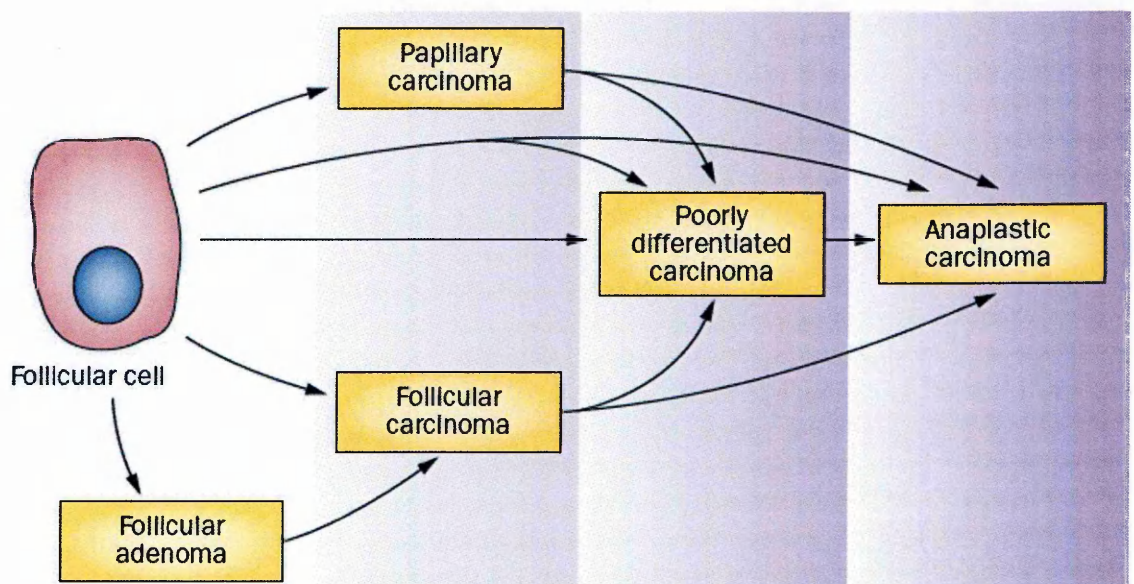 Papillary
carcinoma
Poorly
differentiated
carcinoma
Anaplastic
carcinoma
Follicular cell
Follicular
carcinoma
Follicular
adenoma